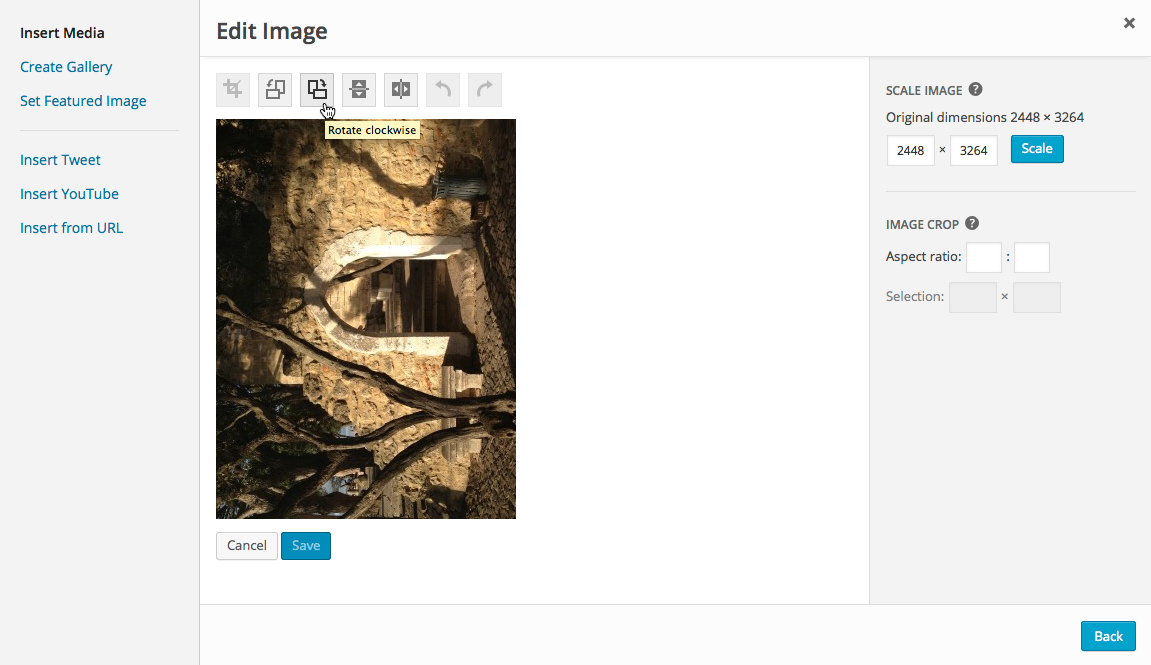 Insert Media
Create Gallery
Set Featured Image
Insert Tweet
Insert YouTube
Insert from URL
Edit Image
×
Rotate clockwise
Cancel
Save
SCALE IMAGE ?
Original dimensions 2448 × 3264
2448 × 3264 Scale
IMAGE CROP ?
Aspect ratio: :
Selection: ×
Back